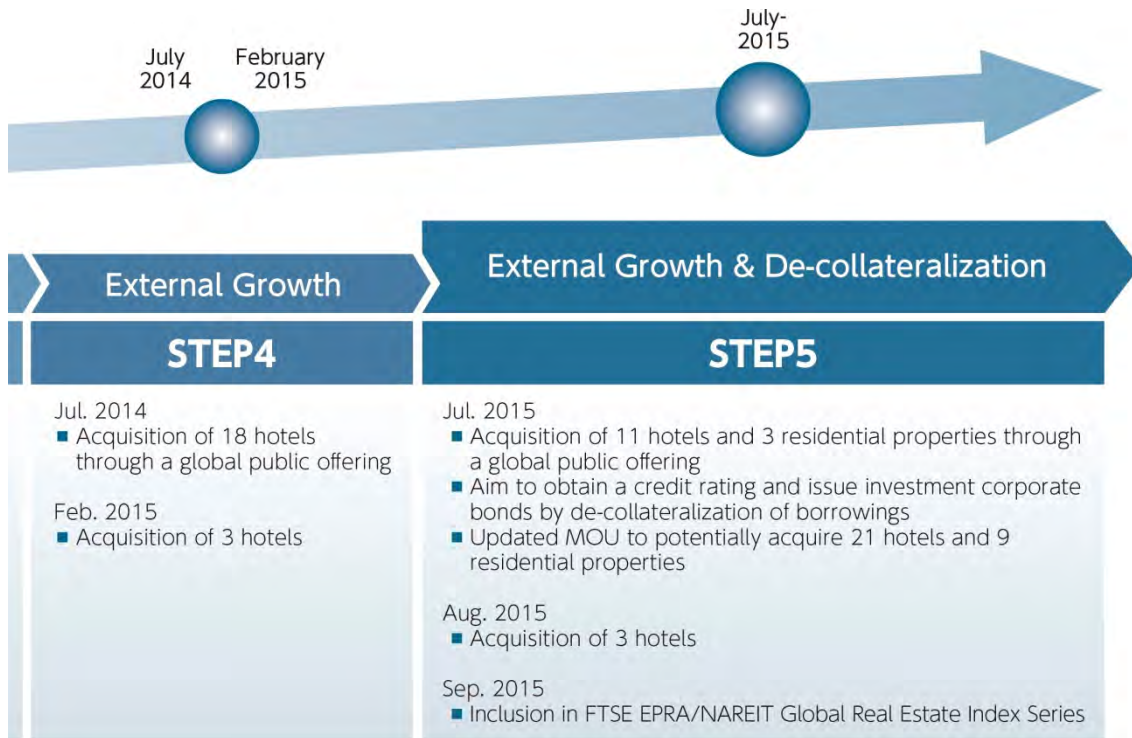 July
2014
February
2015
July-
2015
External Growth
External Growth & De-collateralization
STEP4
STEP5
Jul. 2014
■ Acquisition of 18 hotels
through a global public offering
Feb. 2015
■ Acquisition of 3 hotels
Jul. 2015
■ Acquisition of 11 hotels and 3 residential properties through
a global public offering
■ Aim to obtain a credit rating and issue investment corporate
bonds by de-collateralization of borrowings
■ Updated MOU to potentially acquire 21 hotels and 9
residential properties
Aug. 2015
■ Acquisition of 3 hotels
Sep. 2015
■ Inclusion in FTSE EPRA/NAREIT Global Real Estate Index Series